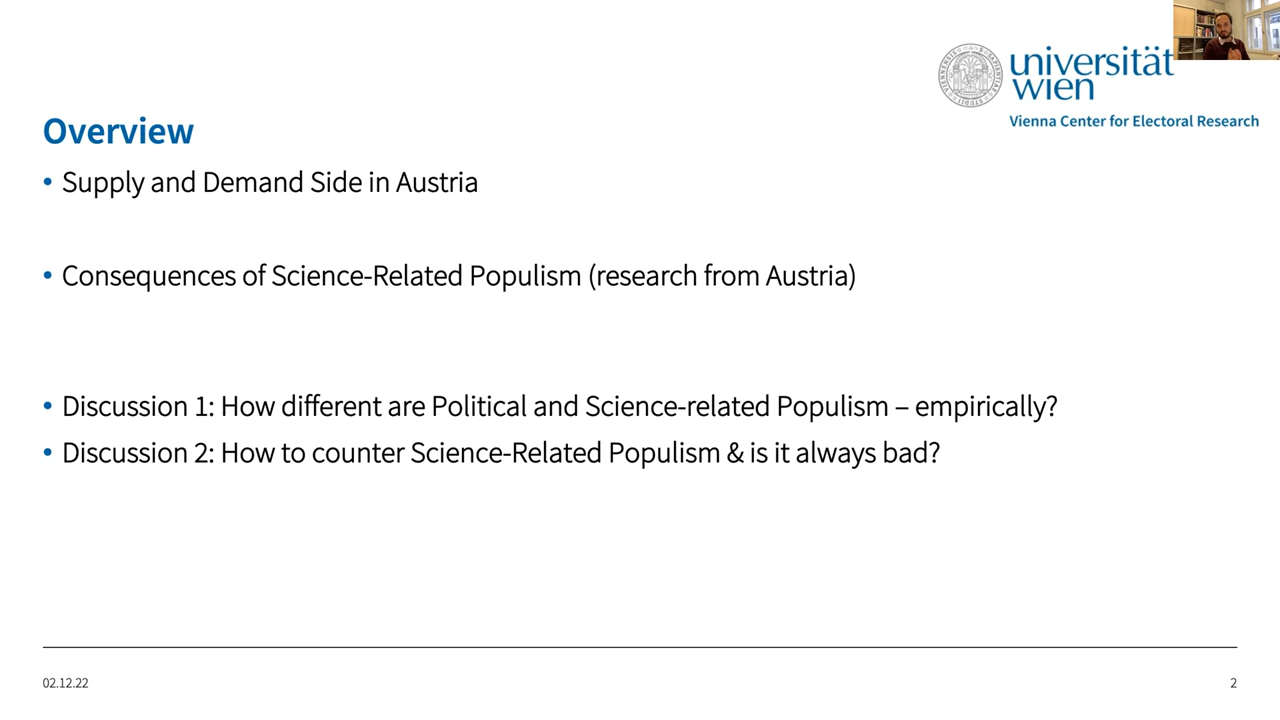 universität
wien
Vienna Center for Electoral Research
Overview
• Supply and Demand Side in Austria
• Consequences of Science-Related Populism (research from Austria)
• Discussion 1: How different are Political and Science-related Populism – empirically?
• Discussion 2: How to counter Science-Related Populism & is it always bad?
02.12.22
2